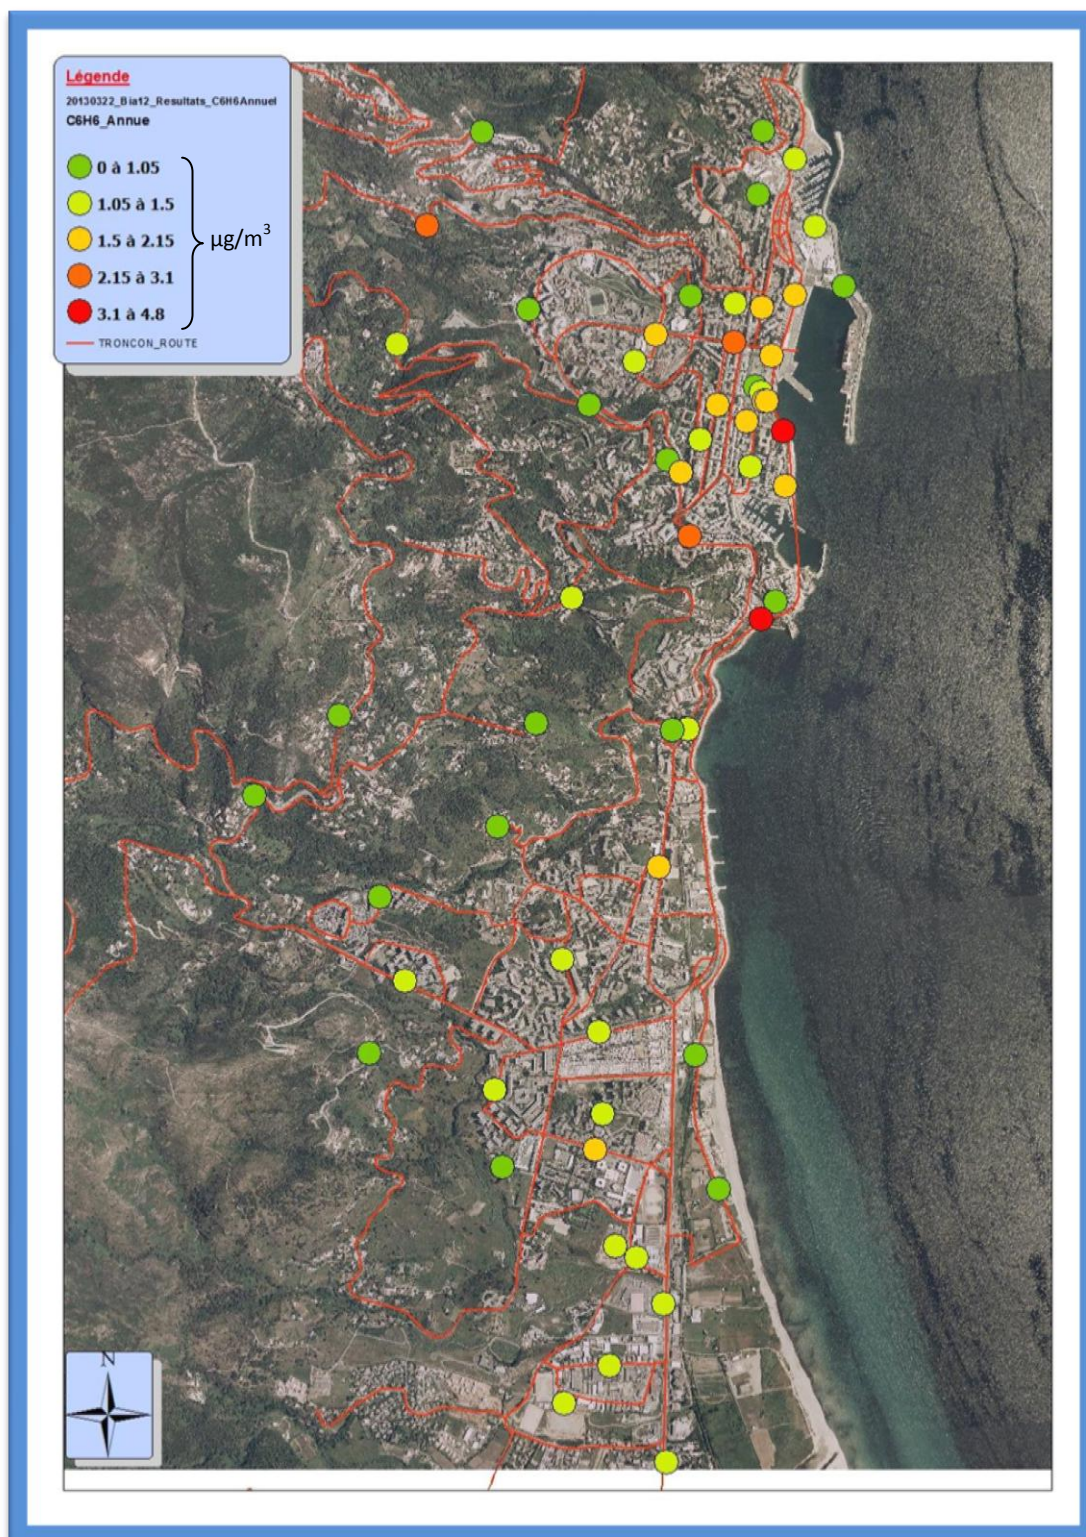 Légende
20130322_Bia12_Resultats_C6H6Annuel
C6H6_Annue
0 à 1.05
1.05 à 1.5
1.5 à 2.15
2.15 à 3.1
3.1 à 4.8
µg/m³
TRONCON_ROUTE
N